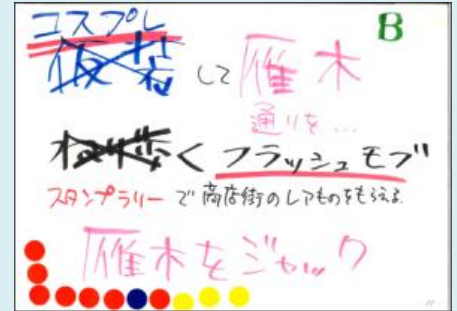 コスプレ B
仮装して雁木
通りを…
く フラッシュモブ
スタンプラリーで商店街のレアものをもらえる
雁木をジャック